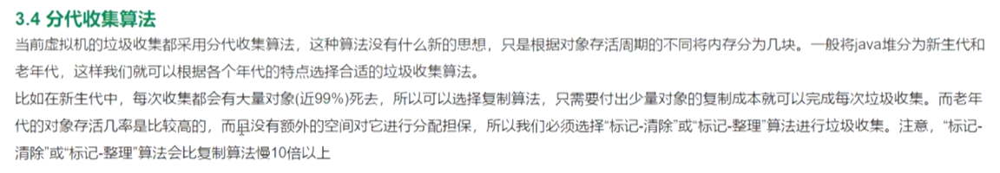 3.4 分代收集算法
当前虚拟机的垃圾收集都采用分代收集算法，这种算法没有什么新的思想，只是根据对象存活周期的不同将内存分为几块。一般将java堆分为新生代和
老年代，这样我们就可以根据各个年代的特点选择合适的垃圾收集算法。
比如在新生代中，每次收集都会有大量对象(近99%)死去，所以可以选择复制算法，只需要付出少量对象的复制成本就可以完成每次垃圾收集。而老年
代的对象存活几率是比较高的，而且没有额外的空间对它进行分配担保，所以我们必须选择“标记-清除”或“标记-整理”算法进行垃圾收集。注意，“标记-
清除”或“标记-整理”算法会比复制算法慢10倍以上